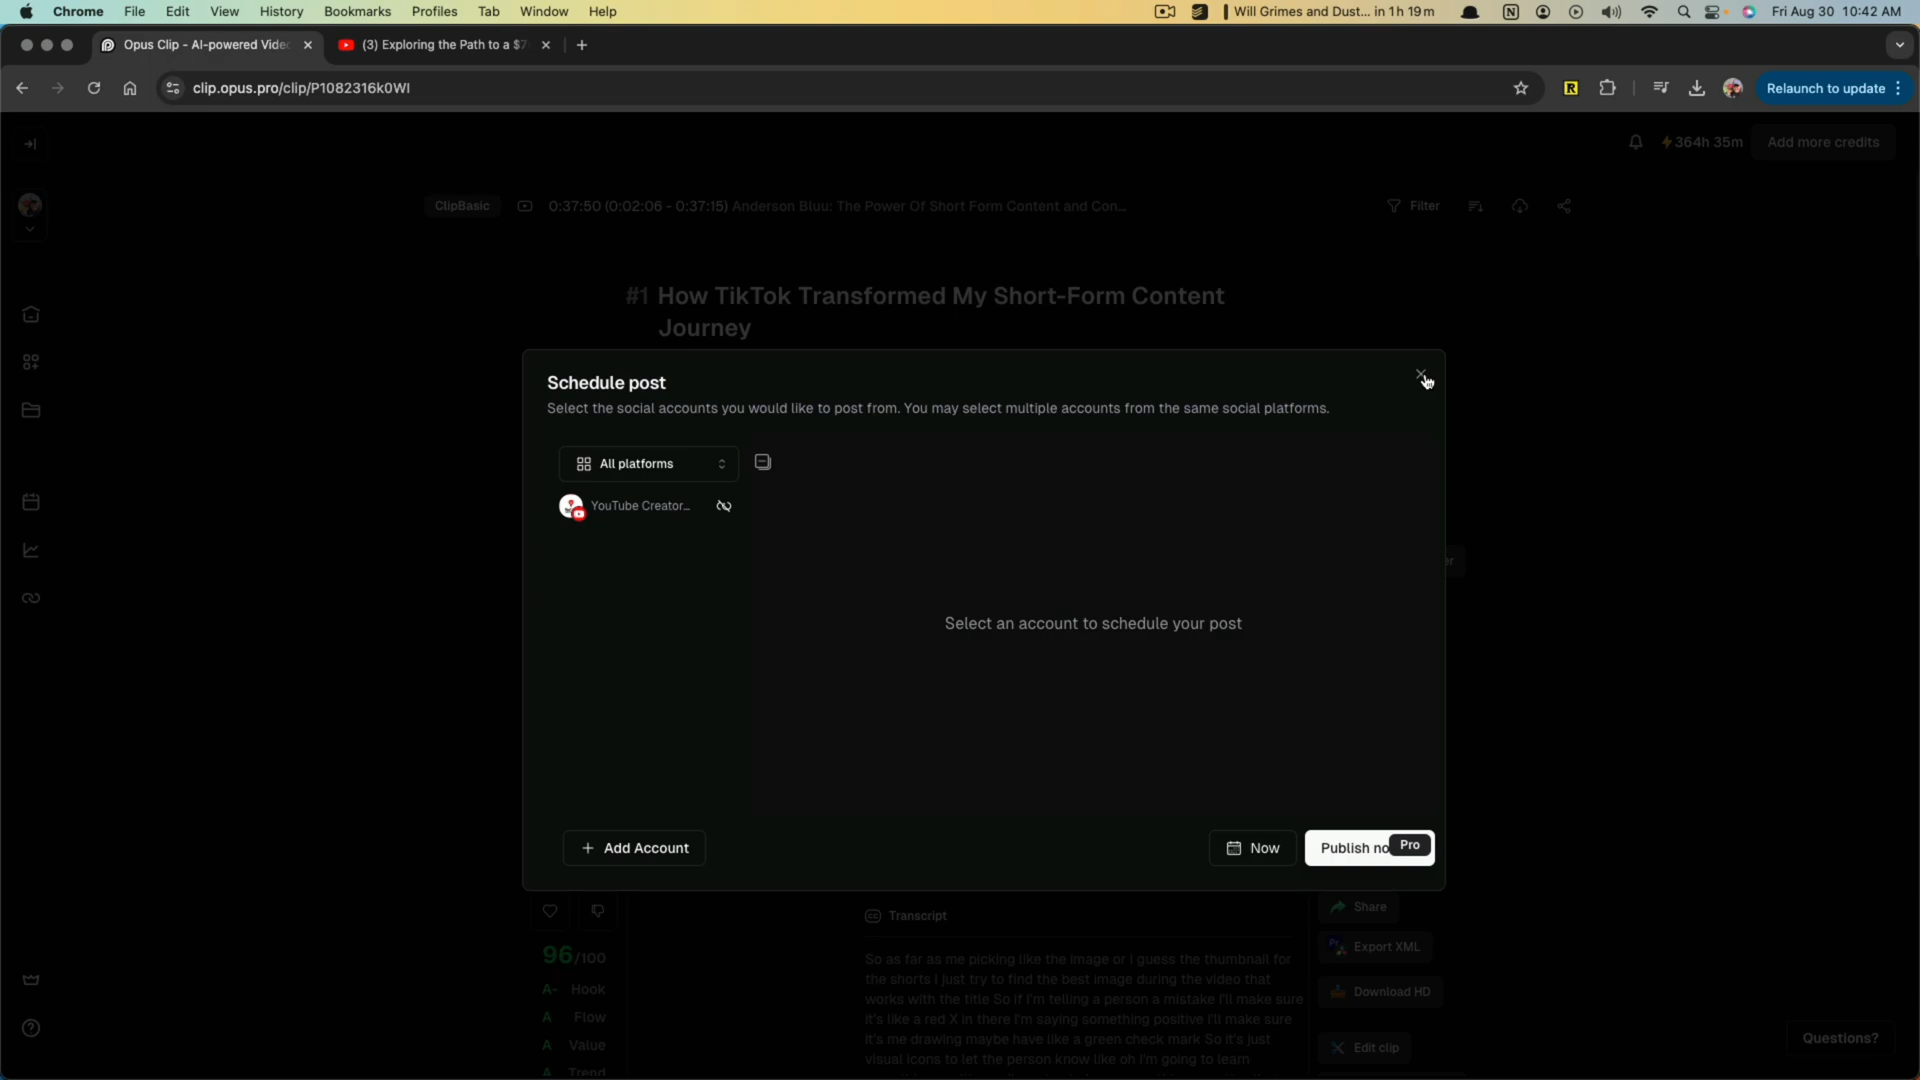 Chrome File Edit View History Bookmarks Profiles Tab Window Help
Will Grimes and Dust... in 1 h 19 m
Fri Aug 30 10:42 AM
Opus Clip - AI-powered Vide
(3) Exploring the Path to a $7
clip.opus.pro/clip/P1082316k0WI
Relaunch to update
364h 35m
Add more credits
ClipBasic
0:37:50 (0:02:06 - 0:37:15) Anderson Bluu: The Power Of Short Form Content and Con...
Filter
#1 How TikTok Transformed My Short-Form Content
Journey
Schedule post
Select the social accounts you would like to post from. You may select multiple accounts from the same social platforms.
All platforms
YouTube Creator...
Select an account to schedule your post
er
+ Add Account
Now
Publish no
Pro
Transcript
Share
96/100
A- Hook
A Flow
A Value
A Trend
So as far as me picking like the image or I guess the thumbnail for
the shorts I just try to find the best image during the video that
works with the title So if I'm telling a person a mistake I'll make sure
it's like a red X in there I'm saying something positive I'll make sure
it's me drawing maybe have like a green check mark So it's just
visual icons to let the person know like oh I'm going to learn
Export XML
Download HD
Edit clip
Questions?